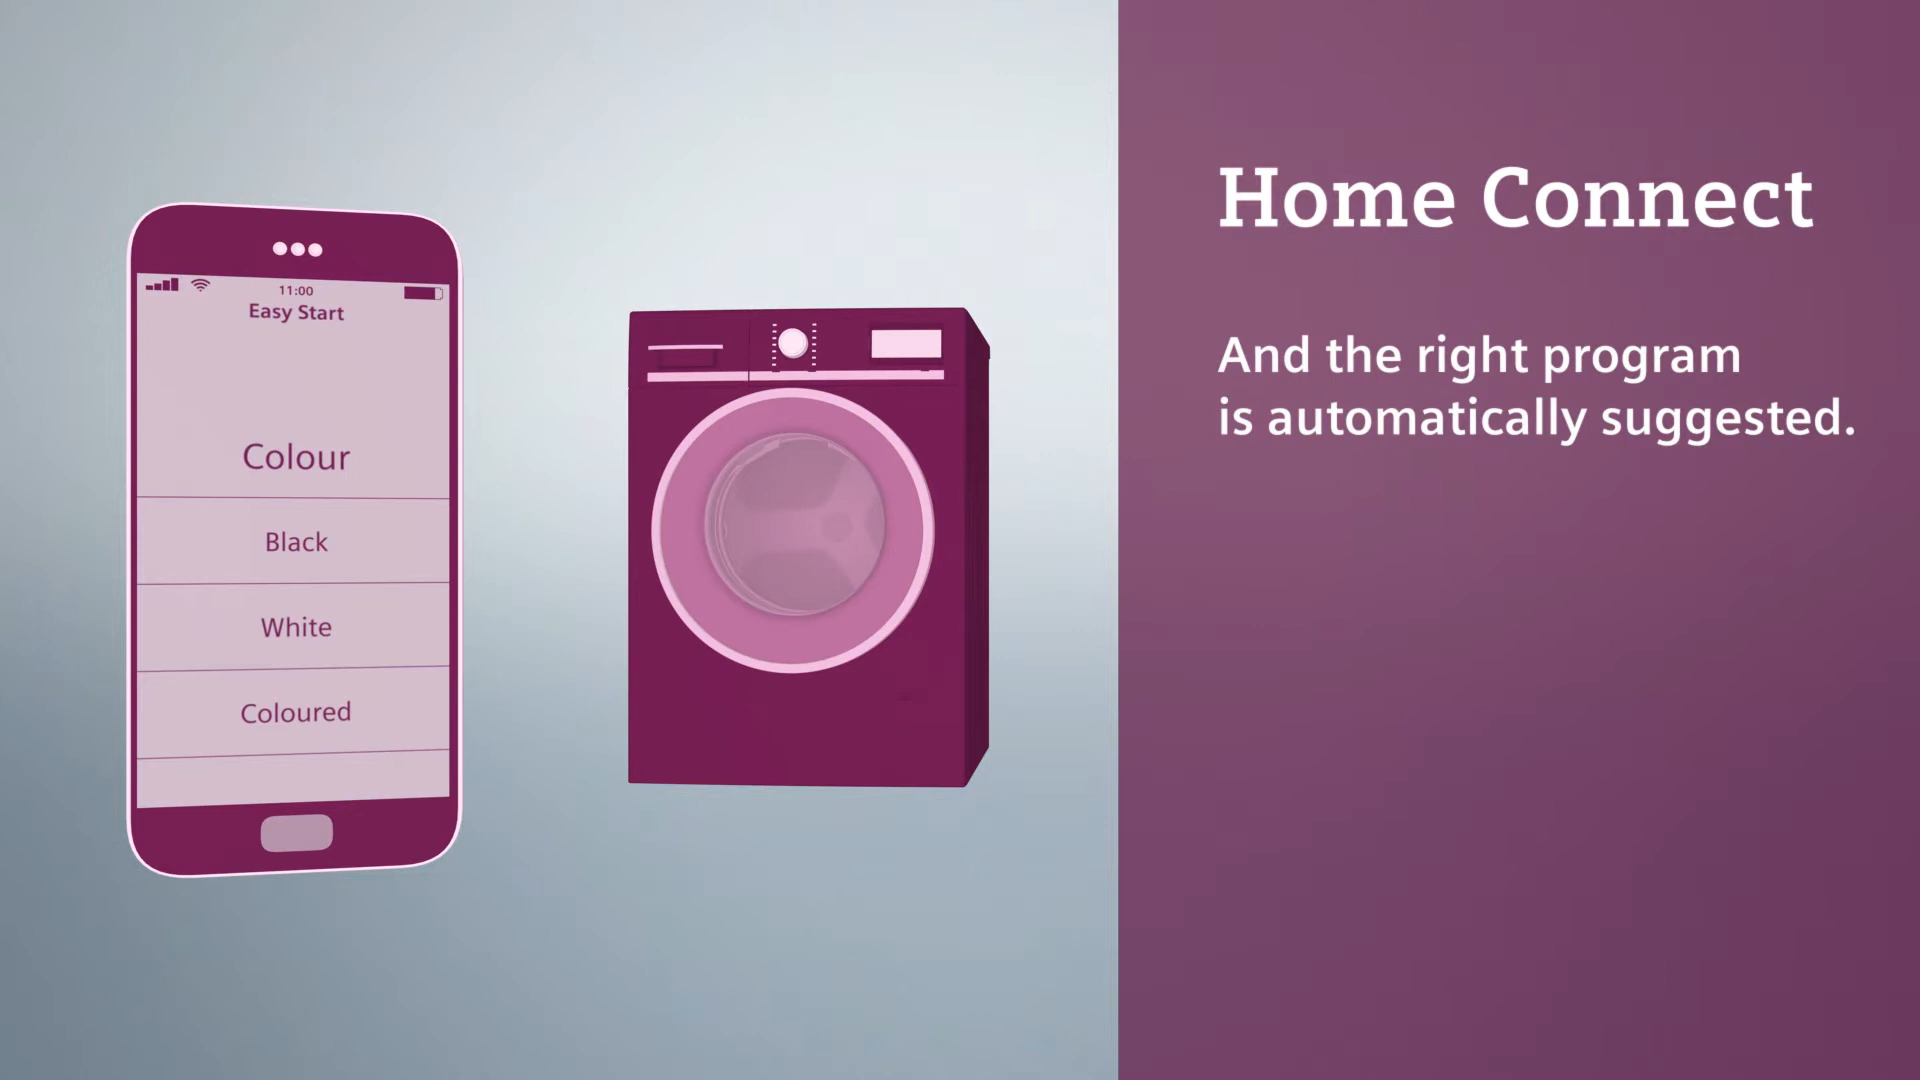 11:00
Easy Start
Colour
Black
White
Coloured
Home Connect
And the right program
is automatically suggested.